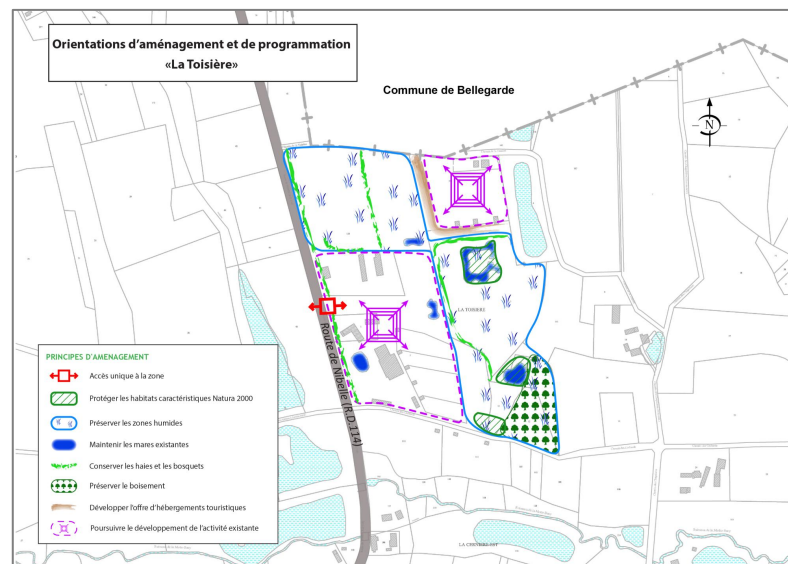 Orientations d'aménagement et de programmation
«La Toisière»
Commune de Bellegarde
N
LA TOISIERE
Route de Nibelle (R.D.114)
PRINCIPES D'AMENAGEMENT
Accès unique à la zone
Protéger les habitats caractéristiques Natura 2000
Préserver les zones humides
Maintenir les mares existantes
Conserver les haies et les bosquets
Préserver le boisement
Développer l'offre d'hébergements touristiques
Poursuivre le développement de l'activité existante